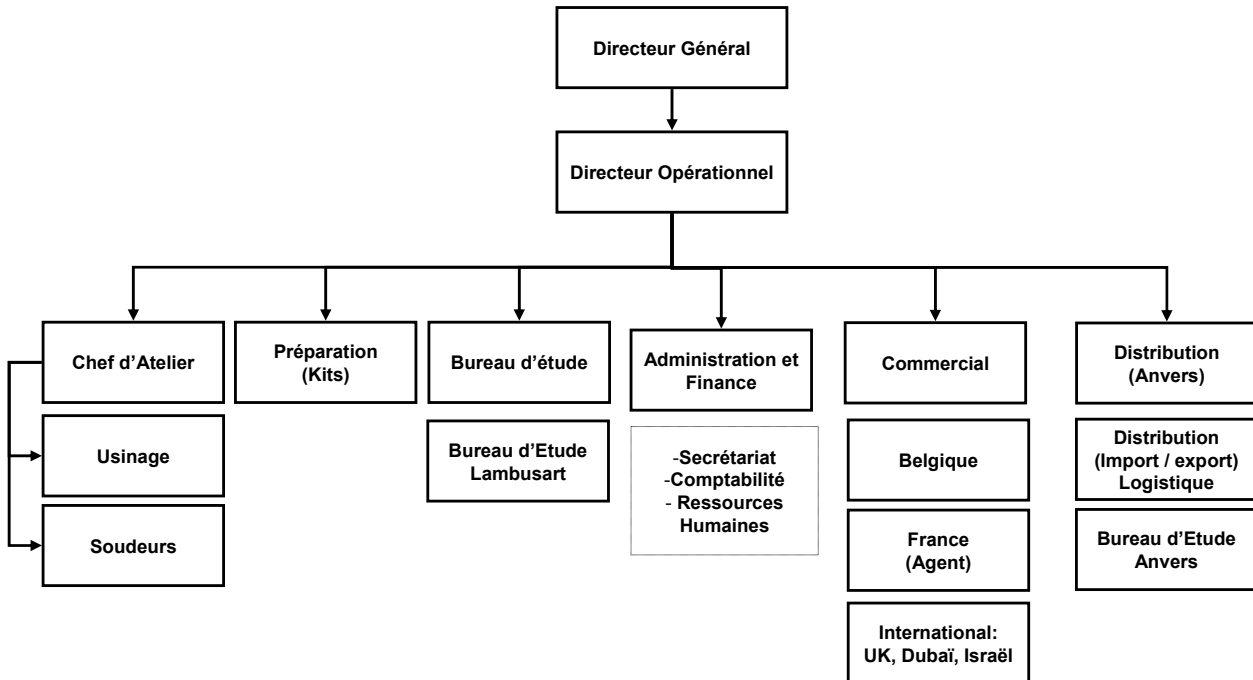 Directeur Général
Directeur Opérationnel
Chef d’Atelier
Préparation
(Kits)
Bureau d’étude
Administration et
Finance
Commercial
Distribution
(Anvers)
Usinage
Bureau d’Etude
Lambusart
-Secrétariat
-Comptabilité
- Ressources
Humaines
Belgique
Distribution
(Import / export)
Logistique
Soudeurs
France
(Agent)
Bureau d’Etude
Anvers
International:
UK, Dubaï, Israël